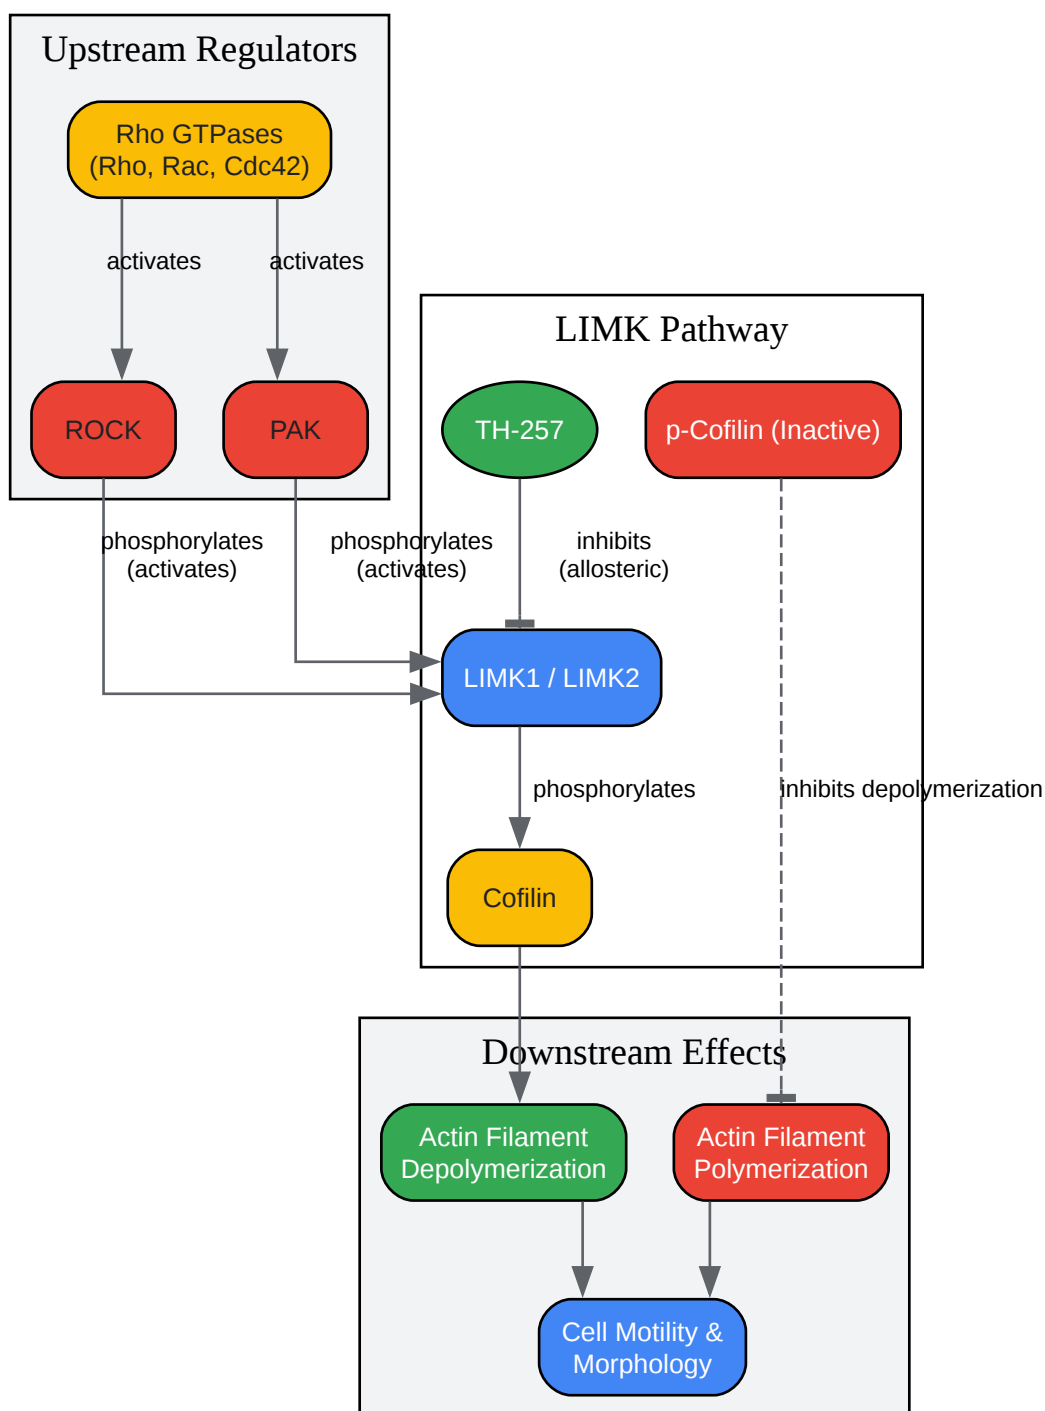 Upstream Regulators
Rho GTPases
(Rho, Rac, Cdc42)
activates
activates
ROCK
PAK
LIMK Pathway
TH-257
p-Cofilin (Inactive)
phosphorylates
(activates)
phosphorylates
(activates)
inhibits
(allosteric)
LIMK1 / LIMK2
phosphorylates
inhibits depolymerization
Cofilin
Downstream Effects
Actin Filament
Depolymerization
Actin Filament
Polymerization
Cell Motility &
Morphology